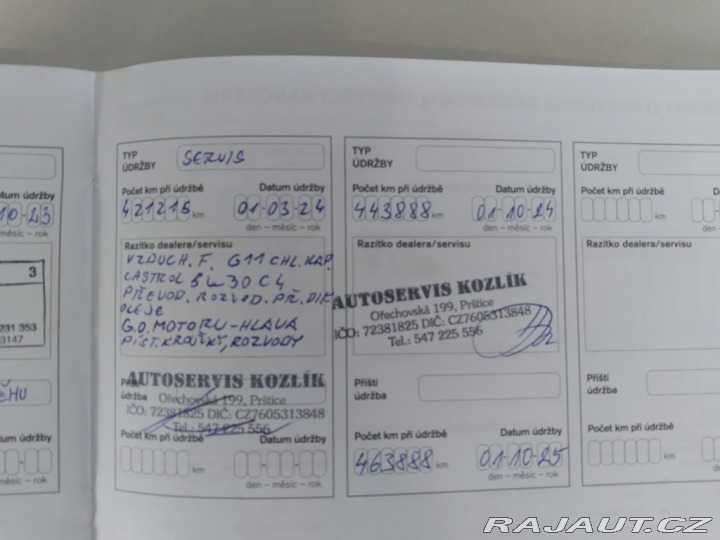 10-23
den – měsíc – rok
3
231 353
3147
TYP
ÚDRŽBY
SERVIS
Počet km při údržbě
Datum údržby
421215 km
01-03-24
den – měsíc – rok
Razítko dealera/servisu
VZDUCH. F. G11 CHL. KAP.
CASTROL 5W30 C4
PŘEVOD. ROZVOD. PŘ. DIF
OLEJE
G.O. MOTORU-HLAVA
PÍST. KROUŽKY, ROZVODY
AUTOSERVIS KOZLÍK
Ořechovská 199, Prštice
IČO: 72381825 DIČ: CZ7605313848
Tel.: 547 225 556
Příští
údržba
Počet km při údržbě
Datum údržby
km
den – měsíc – rok
TYP
ÚDRŽBY
Počet km při údržbě
Datum údržby
443888 km
01-10-24
den – měsíc – rok
Razítko dealera/servisu
AUTOSERVIS KOZLÍK
Ořechovská 199, Prštice
IČO: 72381825 DIČ: CZ7605313848
Tel.: 547 225 556
Příští
údržba
Počet km při údržbě
Datum údržby
463888 km
01-10-25
den – měsíc – rok
TYP
ÚDRŽBY
Počet km při údržbě
km
Razítko dealera/servisu
Příští
údržba
Počet km při údržbě
km
RAJAUT.CZ